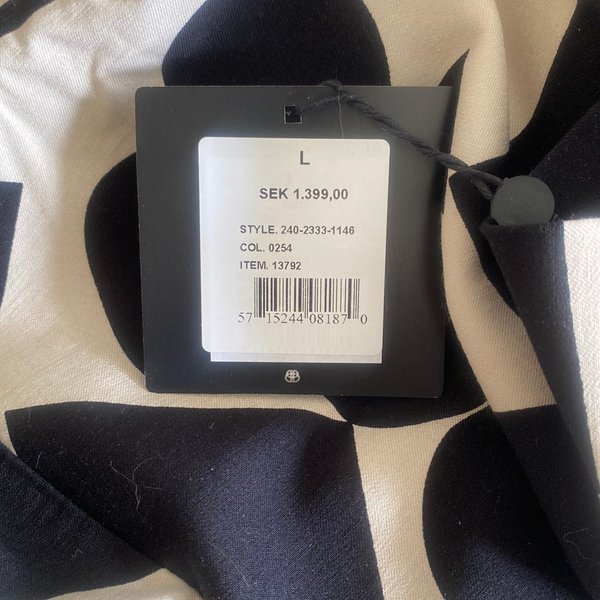 L
SEK 1.399,00
STYLE. 240-2333-1146
COL. 0254
ITEM. 13792
57 15244 08187 0